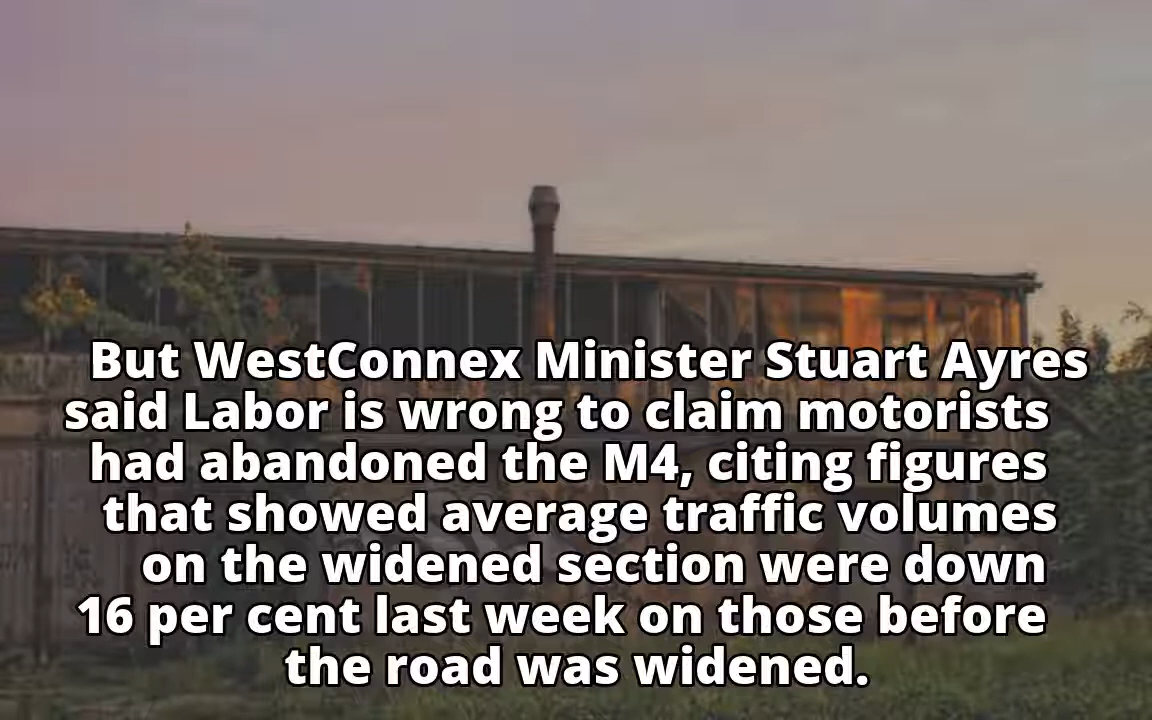 But WestConnex Minister Stuart Ayres
said Labor is wrong to claim motorists
had abandoned the M4, citing figures
that showed average traffic volumes
on the widened section were down
16 per cent last week on those before
the road was widened.